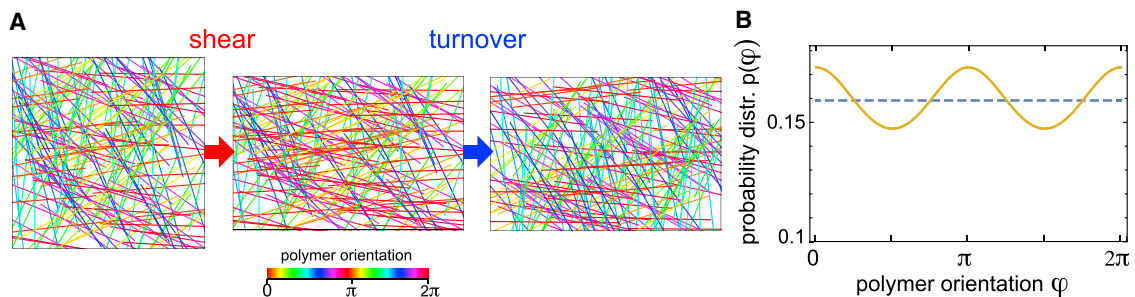 A
shear
turnover
polymer orientation
0
π
2π
B
probability distr. p(φ)
0.15
0.1
0
π
2π
polymer orientation φ